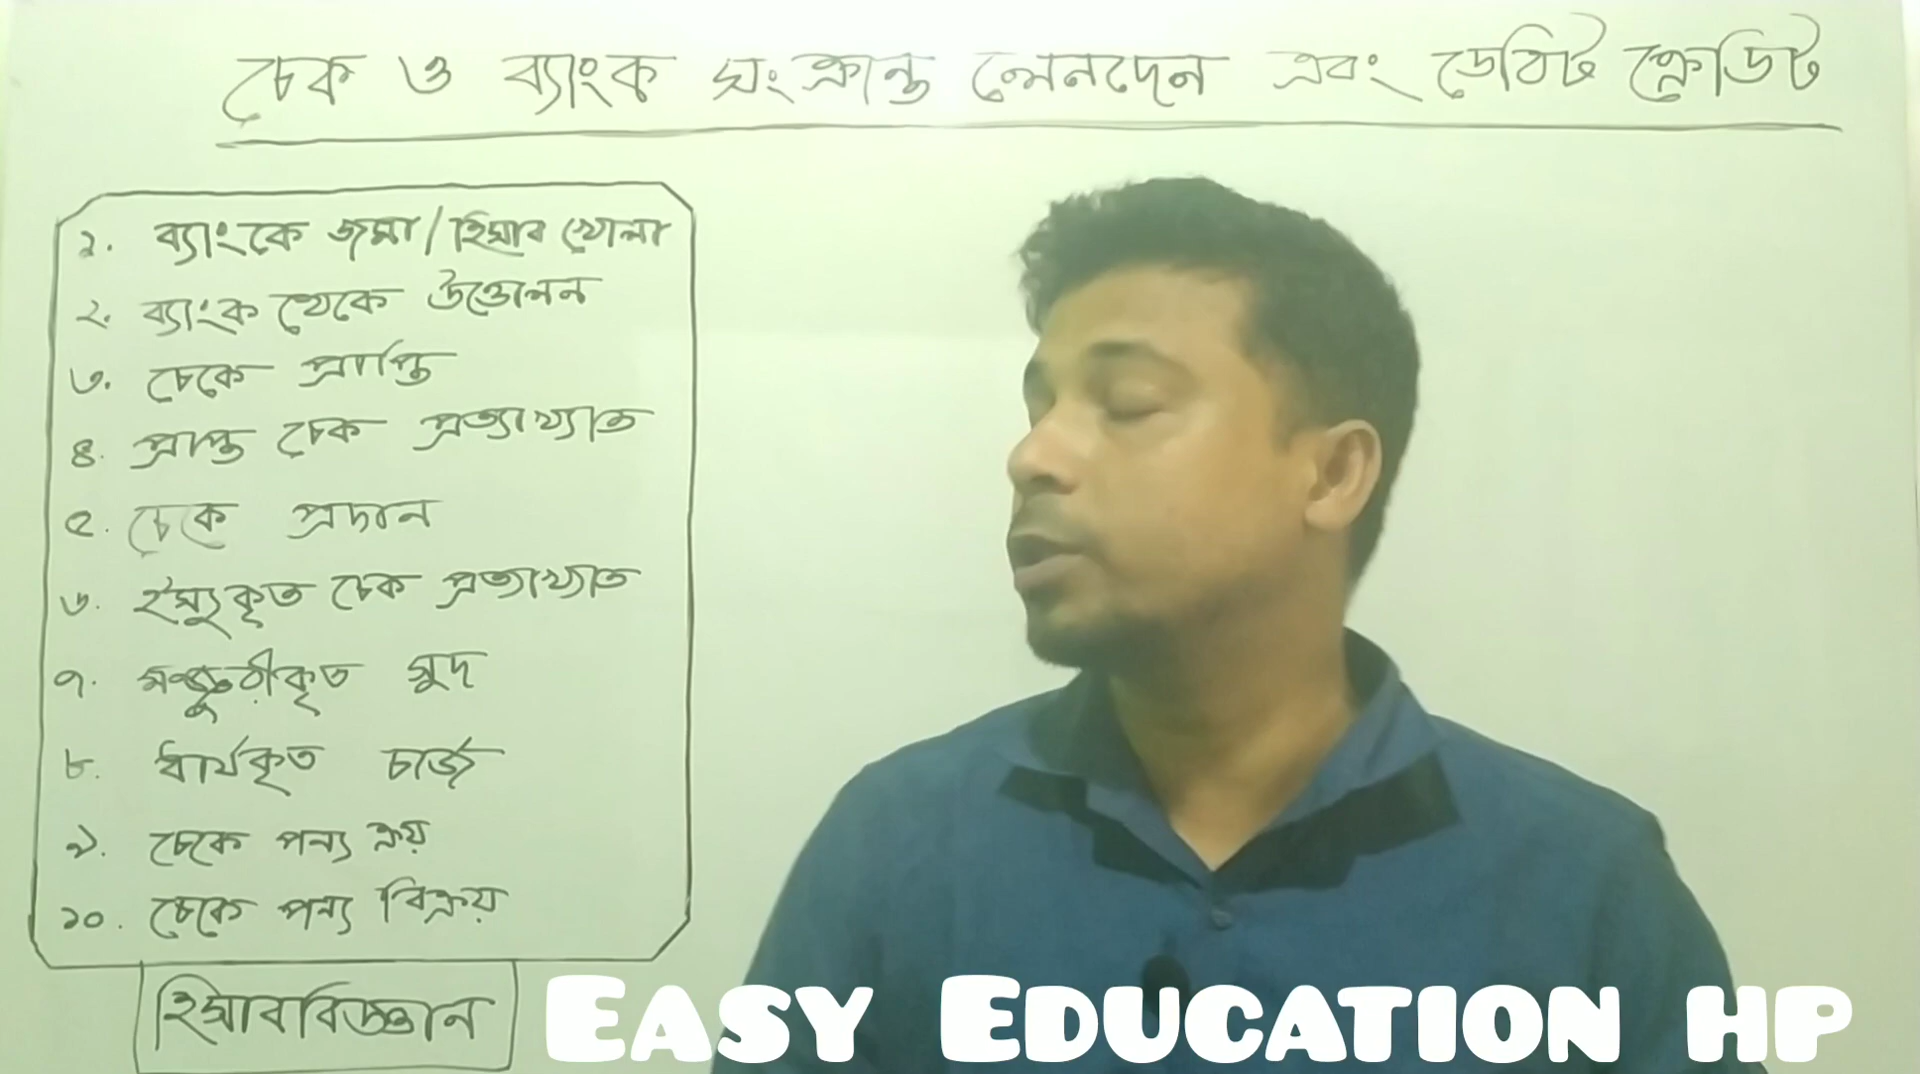 চেক ও ব্যাংক সংক্রান্ত লেনদেন এবং ডেবিট ক্রেডিট
১. ব্যাংকে জমা/হিসাব খোলা
২. ব্যাংক থেকে উত্তোলন
৩. চেকে প্রাপ্তি
৪. প্রাপ্ত চেক প্রত্যাখ্যাত
৫. চেকে প্রদান
৬. ইস্যুকৃত চেক প্রত্যাখ্যাত
৭. মঞ্জুরীকৃত সুদ
৮. ধার্যকৃত চার্জ
৯. চেকে পন্য ক্রয়
১০. চেকে পন্য বিক্রয়
হিসাববিজ্ঞান
EASY EDUCATION HP